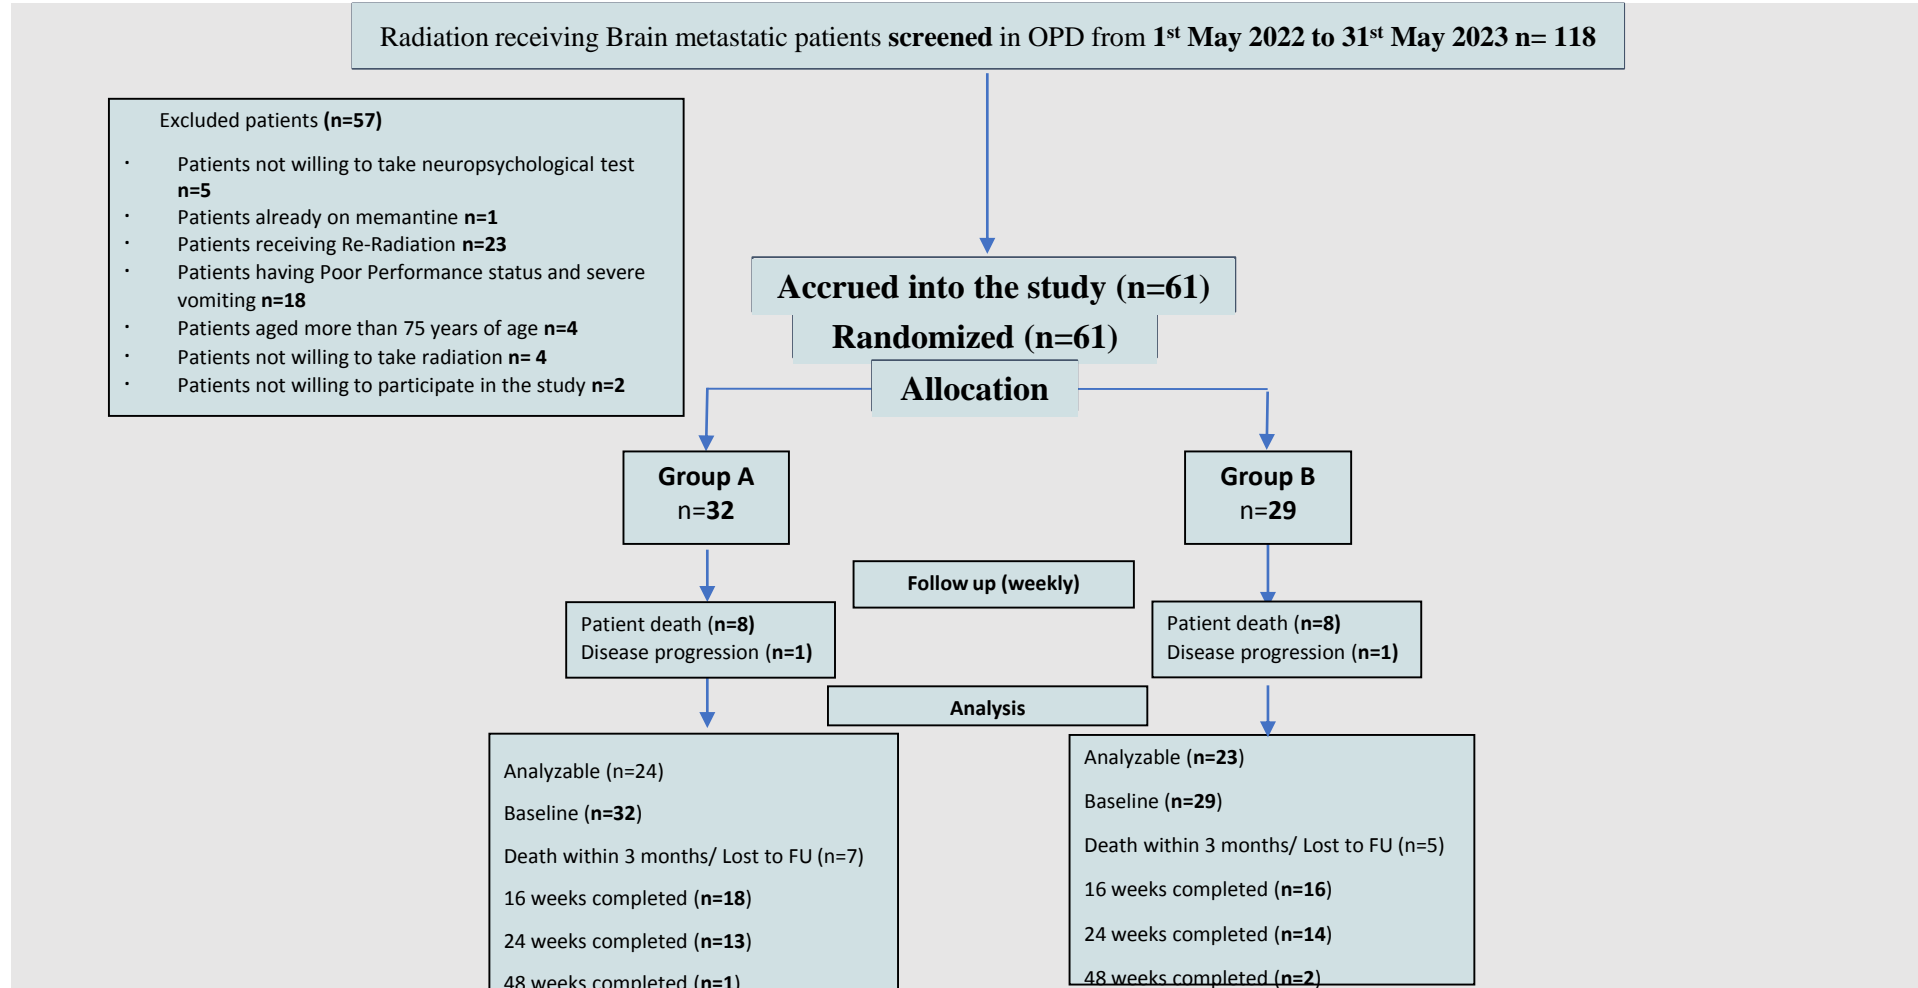 Radiation receiving Brain metastatic patients screened in OPD from 1st May 2022 to 31st May 2023 n= 118
Excluded patients (n=57)
· Patients not willing to take neuropsychological test
n=5
· Patients already on memantine n=1
· Patients receiving Re-Radiation n=23
· Patients having Poor Performance status and severe
vomiting n=18
· Patients aged more than 75 years of age n=4
· Patients not willing to take radiation n= 4
· Patients not willing to participate in the study n=2
Accrued into the study (n=61)
Randomized (n=61)
Allocation
Group A
n=32
Group B
n=29
Follow up (weekly)
Patient death (n=8)
Disease progression (n=1)
Patient death (n=8)
Disease progression (n=1)
Analysis
Analyzable (n=24)
Baseline (n=32)
Death within 3 months/ Lost to FU (n=7)
16 weeks completed (n=18)
24 weeks completed (n=13)
48 weeks completed (n=1)
Analyzable (n=23)
Baseline (n=29)
Death within 3 months/ Lost to FU (n=5)
16 weeks completed (n=16)
24 weeks completed (n=14)
48 weeks completed (n=2)